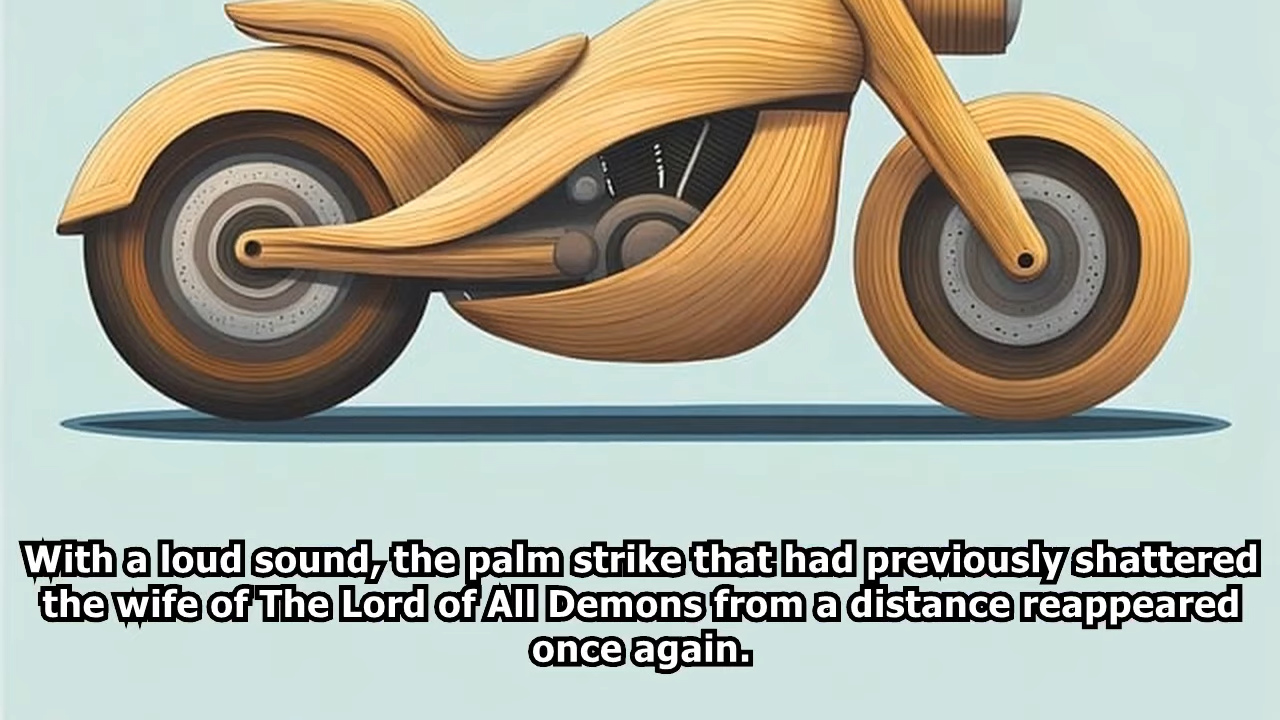 With a loud sound, the palm strike that had previously shattered
the wife of The Lord of All Demons from a distance reappeared
once again.